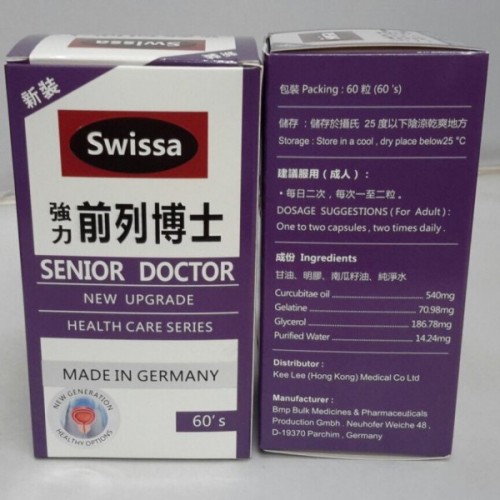 Swissa
新裝
Swissa
強力
前列博士
SENIOR DOCTOR
NEW UPGRADE
HEALTH CARE SERIES
MADE IN GERMANY
NEW GENERATION
HEALTHY OPTIONS
60's
包裝 Packing : 60 粒 (60 's)
儲存 : 儲存於攝氏 25 度以下陰涼乾爽地方
Storage : Store in a cool , dry place below25 °C
建議服用 ( 成人 ) :
・每日二次，每次一至二粒。
DOSAGE SUGGESTIONS ( For Adult ) :
One to two capsules , two times daily .
成份 Ingredients
甘油、明膠、南瓜籽油、純淨水
Curcubitae oil 540mg
Gelatine 70.98mg
Glycerol 186.78mg
Purified Water 14.24mg
Distributor :
Kee Lee (Hong Kong) Medical Co Ltd
Manufacturer :
Bmp Bulk Medicines & Pharmaceuticals
Production GmbH . Neuhofer Weiche 48 ,
D-19370 Parchim , Germany